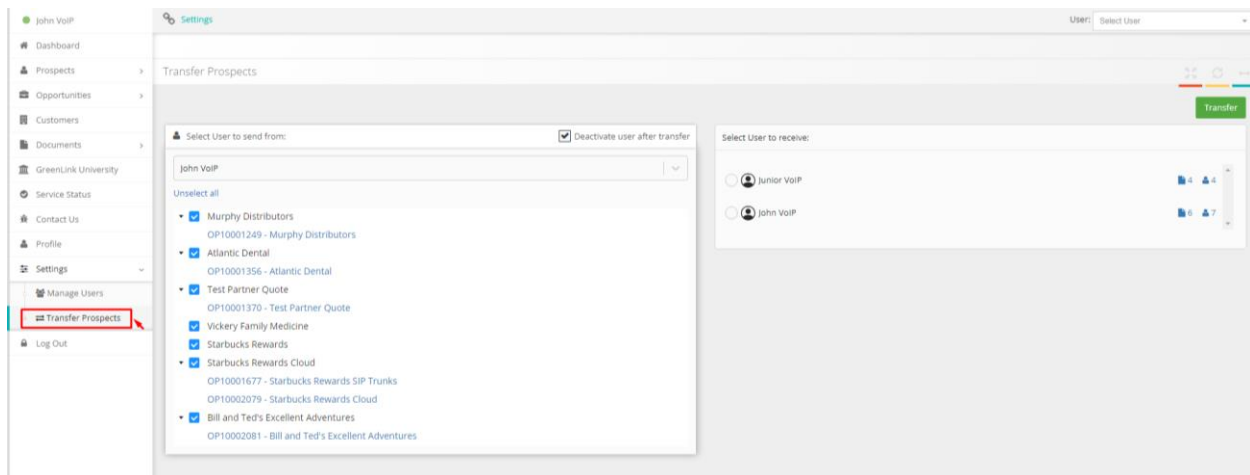 John VoIP
Dashboard
Prospects
Opportunities
Customers
Documents
GreenLink University
Service Status
Contact Us
Profile
Settings
Manage Users
Transfer Prospects
Log Out
Settings
User: Select User
Transfer Prospects
Transfer
Select User to send from:
Deactivate user after transfer
John VoIP
Unselect all
Murphy Distributors
OP10001249 - Murphy Distributors
Atlantic Dental
OP10001356 - Atlantic Dental
Test Partner Quote
OP10001370 - Test Partner Quote
Vickery Family Medicine
Starbucks Rewards
Starbucks Rewards Cloud
OP10001677 - Starbucks Rewards SIP Trunks
OP10002079 - Starbucks Rewards Cloud
Bill and Ted's Excellent Adventures
OP10002081 - Bill and Ted's Excellent Adventures
Select User to receive:
Junior VoIP 4 4
John VoIP 6 7